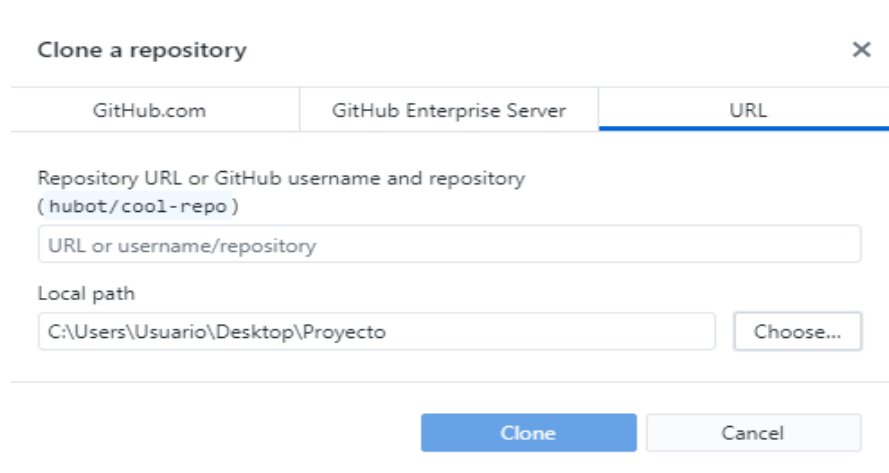 Clone a repository
GitHub.com GitHub Enterprise Server URL
Repository URL or GitHub username and repository
(hubot/cool-repo)
URL or username/repository
Local path
C:\Users\Usuario\Desktop\Proyecto Choose...
Clone Cancel